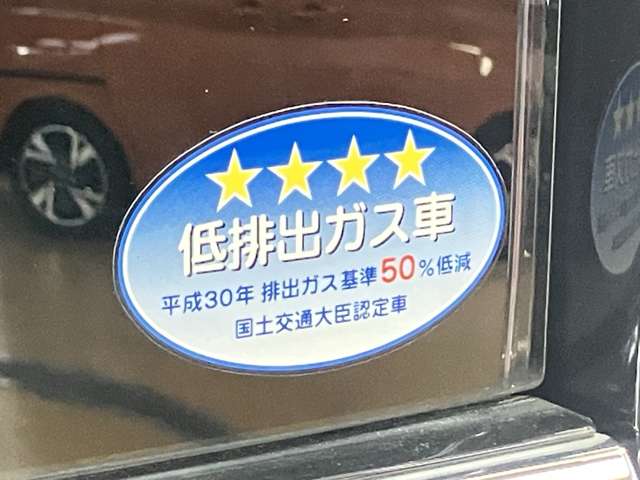 低排出ガス車
平成30年 排出ガス基準50%低減
国土交通大臣認定車